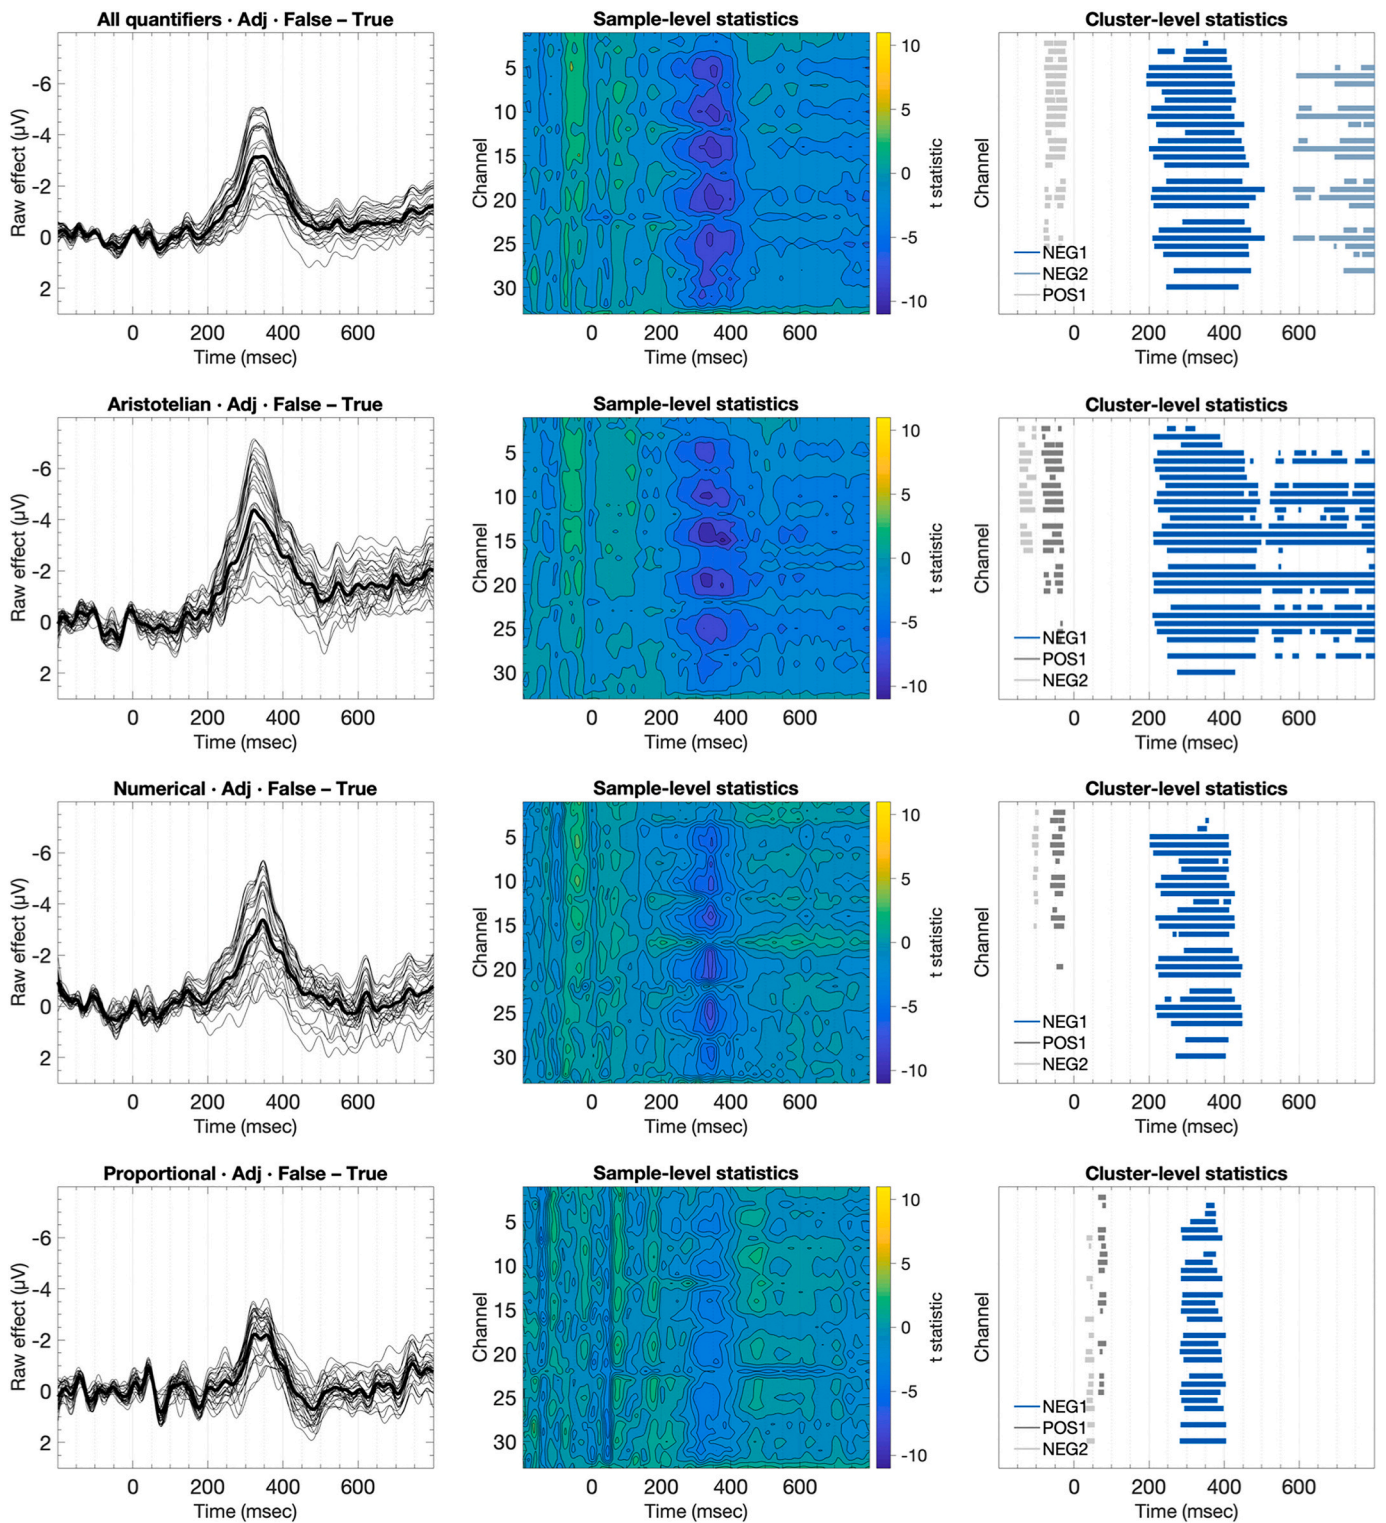 All quantifiers · Adj · False – True
Sample-level statistics
Cluster-level statistics
Raw effect (µV)
-6
-4
-2
0
2
0 200 400 600
Time (msec)
Channel
5
10
15
20
25
30
0 200 400 600
Time (msec)
10
5
0
-5
-10
t statistic
Channel
NEG1
NEG2
POS1
0 200 400 600
Time (msec)
Aristotelian · Adj · False – True
Sample-level statistics
Cluster-level statistics
Raw effect (µV)
-6
-4
-2
0
2
0 200 400 600
Time (msec)
Channel
5
10
15
20
25
30
0 200 400 600
Time (msec)
10
5
0
-5
-10
t statistic
Channel
NEG1
POS1
NEG2
0 200 400 600
Time (msec)
Numerical · Adj · False – True
Sample-level statistics
Cluster-level statistics
Raw effect (µV)
-6
-4
-2
0
2
0 200 400 600
Time (msec)
Channel
5
10
15
20
25
30
0 200 400 600
Time (msec)
10
5
0
-5
-10
t statistic
Channel
NEG1
POS1
NEG2
0 200 400 600
Time (msec)
Proportional · Adj · False – True
Sample-level statistics
Cluster-level statistics
Raw effect (µV)
-6
-4
-2
0
2
0 200 400 600
Time (msec)
Channel
5
10
15
20
25
30
0 200 400 600
Time (msec)
10
5
0
-5
-10
t statistic
Channel
NEG1
POS1
NEG2
0 200 400 600
Time (msec)